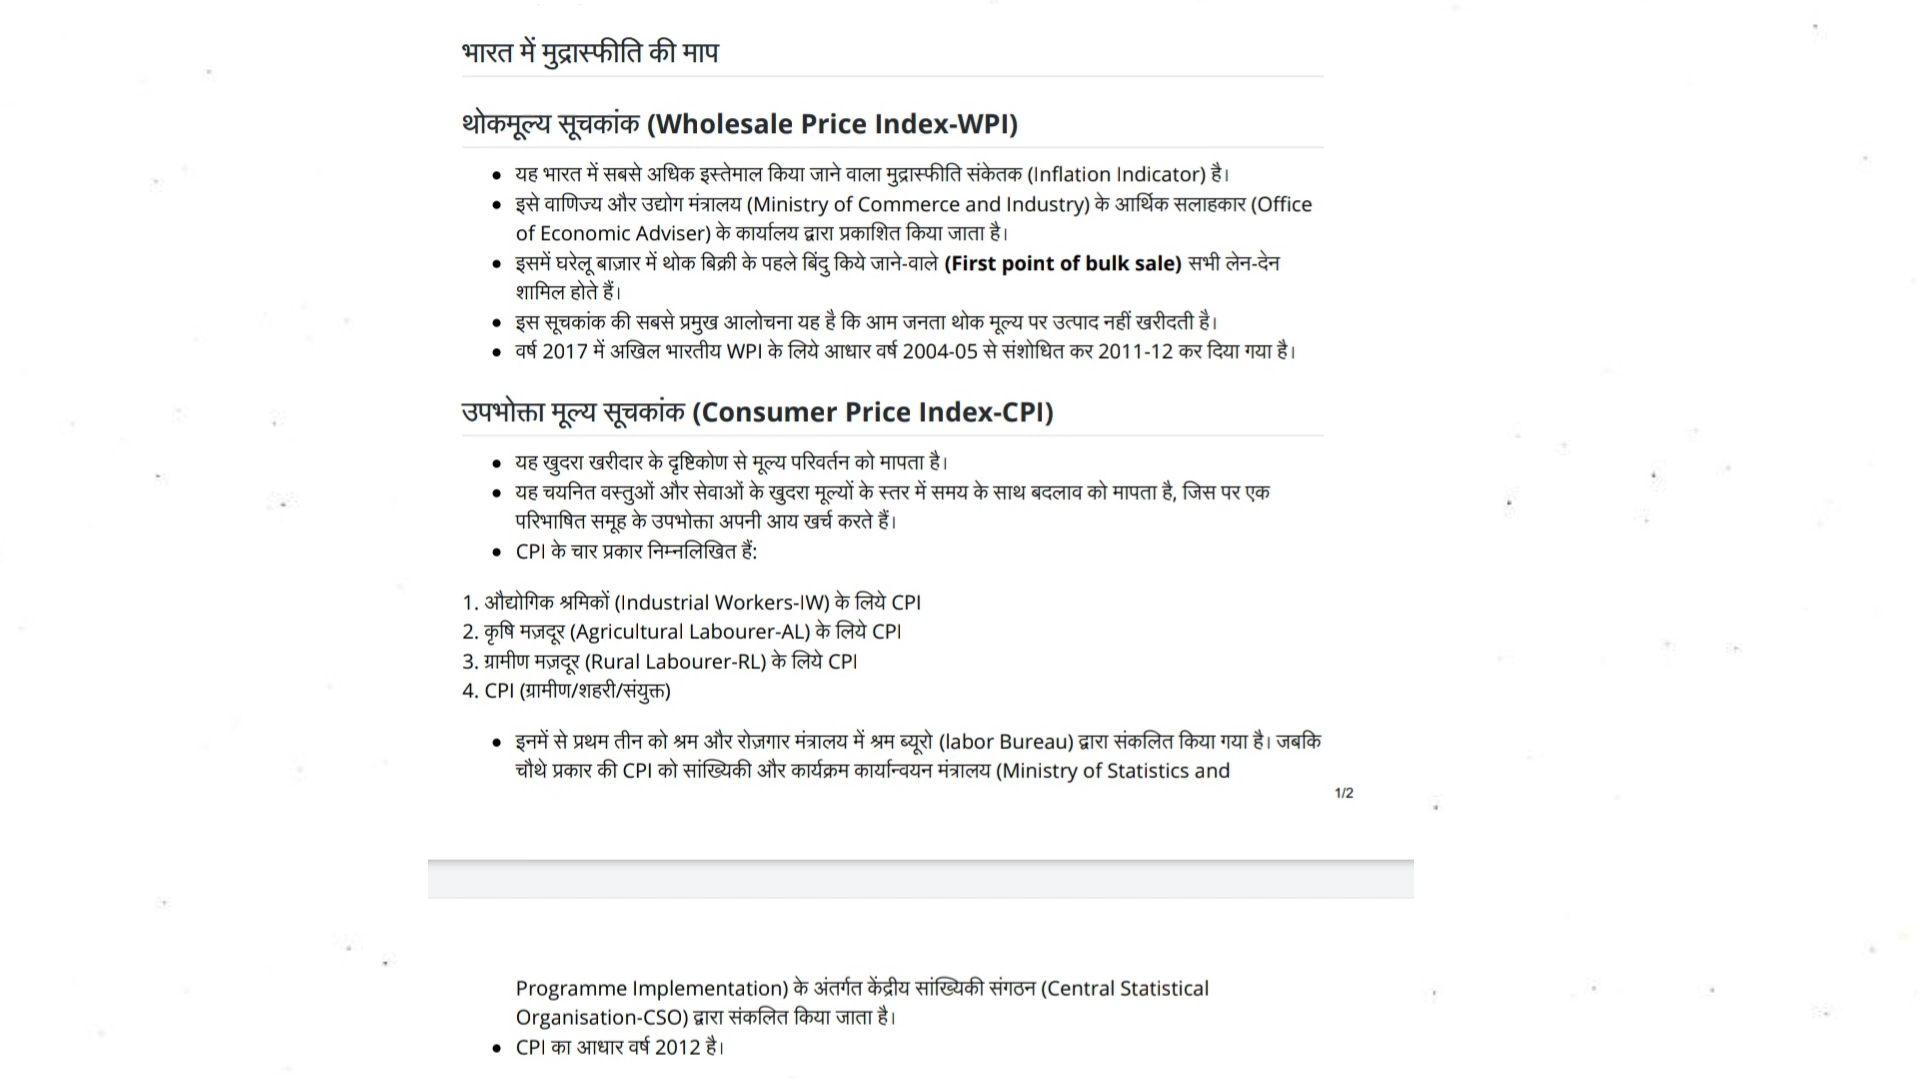 भारत में मुद्रास्फीति की माप
थोकमूल्य सूचकांक (Wholesale Price Index-WPI)
• यह भारत में सबसे अधिक इस्तेमाल किया जाने वाला मुद्रास्फीति संकेतक (Inflation Indicator) है।
• इसे वाणिज्य और उद्योग मंत्रालय (Ministry of Commerce and Industry) के आर्थिक सलाहकार (Office
of Economic Adviser) के कार्यालय द्वारा प्रकाशित किया जाता है।
• इसमें घरेलू बाज़ार में थोक बिक्री के पहले बिंदु किये जाने-वाले (First point of bulk sale) सभी लेन-देन
शामिल होते हैं।
• इस सूचकांक की सबसे प्रमुख आलोचना यह है कि आम जनता थोक मूल्य पर उत्पाद नहीं खरीदती है।
• वर्ष 2017 में अखिल भारतीय WPI के लिये आधार वर्ष 2004-05 से संशोधित कर 2011-12 कर दिया गया है।
उपभोक्ता मूल्य सूचकांक (Consumer Price Index-CPI)
• यह खुदरा खरीदार के दृष्टिकोण से मूल्य परिवर्तन को मापता है।
• यह चयनित वस्तुओं और सेवाओं के खुदरा मूल्यों के स्तर में समय के साथ बदलाव को मापता है, जिस पर एक
परिभाषित समूह के उपभोक्ता अपनी आय खर्च करते हैं।
• CPI के चार प्रकार निम्नलिखित हैं:
1. औद्योगिक श्रमिकों (Industrial Workers-IW) के लिये CPI
2. कृषि मज़दूर (Agricultural Labourer-AL) के लिये CPI
3. ग्रामीण मज़दूर (Rural Labourer-RL) के लिये CPI
4. CPI (ग्रामीण/शहरी/संयुक्त)
• इनमें से प्रथम तीन को श्रम और रोज़गार मंत्रालय में श्रम ब्यूरो (labor Bureau) द्वारा संकलित किया गया है। जबकि
चौथे प्रकार की CPI को सांख्यिकी और कार्यक्रम कार्यान्वयन मंत्रालय (Ministry of Statistics and
1/2
Programme Implementation) के अंतर्गत केंद्रीय सांख्यिकी संगठन (Central Statistical
Organisation-CSO) द्वारा संकलित किया जाता है।
• CPI का आधार वर्ष 2012 है।